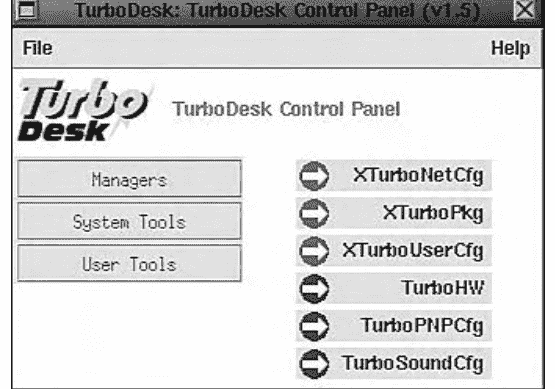 TurboDesk: TurboDesk Control Panel (v1.5)
File Help
Turbo
Desk
TurboDesk Control Panel
Managers
System Tools
User Tools
XTurboNetCfg
XTurboPkg
XTurboUserCfg
TurboHW
TurboPNPCfg
TurboSoundCfg